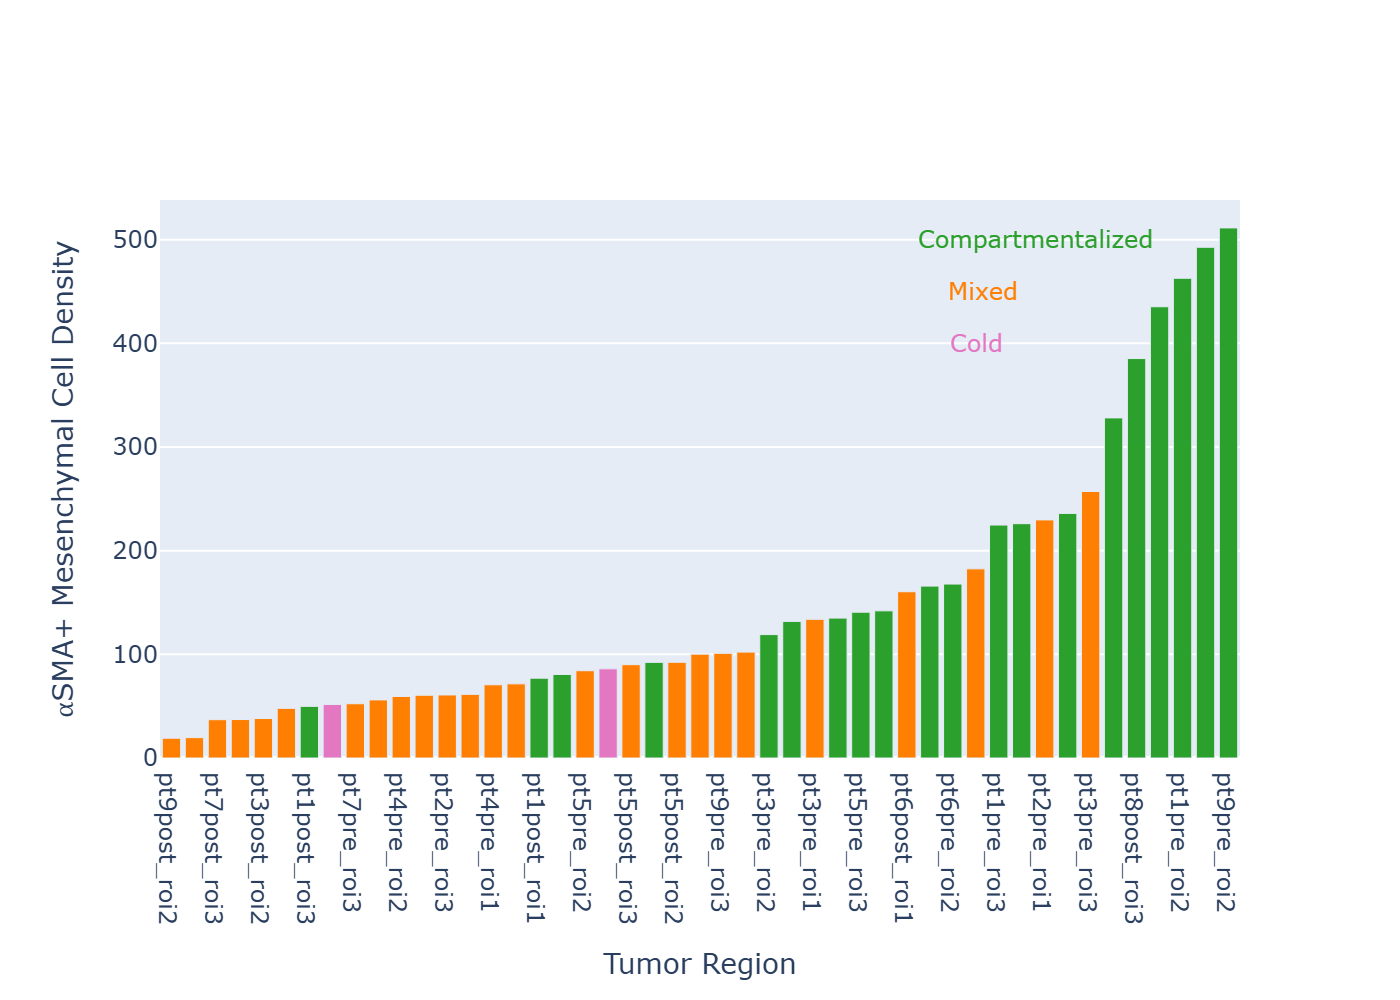 Compartmentalized
Mixed
Cold
αSMA+ Mesenchymal Cell Density
500
400
300
200
100
0
pt9post_roi2
pt7post_roi3
pt3post_roi2
pt1post_roi3
pt7pre_roi3
pt4pre_roi2
pt2pre_roi3
pt4pre_roi1
pt1post_roi1
pt5pre_roi2
pt5post_roi3
pt5post_roi2
pt9pre_roi3
pt3pre_roi2
pt3pre_roi1
pt5pre_roi3
pt6post_roi1
pt6pre_roi2
pt1pre_roi3
pt2pre_roi1
pt3pre_roi3
pt8post_roi3
pt1pre_roi2
pt9pre_roi2
Tumor Region